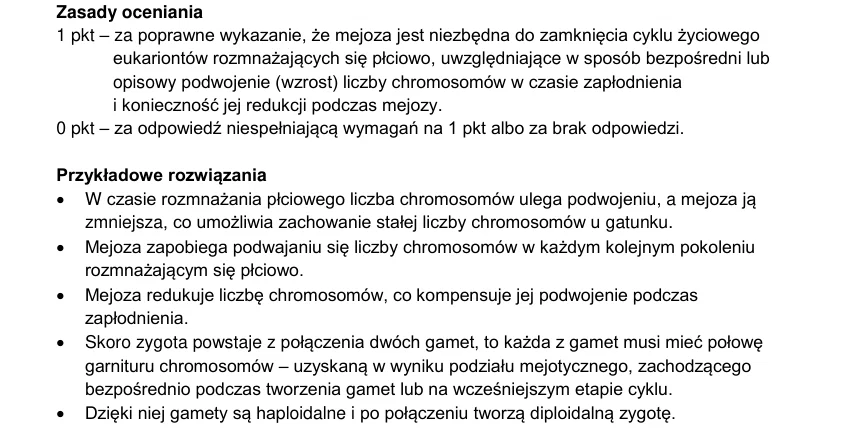 Zasady oceniania
1 pkt – za poprawne wykazanie, że mejoza jest niezbędna do zamknięcia cyklu życiowego
eukariontów rozmnażających się płciowo, uwzględniające w sposób bezpośredni lub
opisowy podwojenie (wzrost) liczby chromosomów w czasie zapłodnienia
i konieczność jej redukcji podczas mejozy.
0 pkt – za odpowiedź niespełniającą wymagań na 1 pkt albo za brak odpowiedzi.
Przykładowe rozwiązania
• W czasie rozmnażania płciowego liczba chromosomów ulega podwojeniu, a mejoza ją
zmniejsza, co umożliwia zachowanie stałej liczby chromosomów u gatunku.
• Mejoza zapobiega podwajaniu się liczby chromosomów w każdym kolejnym pokoleniu
rozmnażającym się płciowo.
• Mejoza redukuje liczbę chromosomów, co kompensuje jej podwojenie podczas
zapłodnienia.
• Skoro zygota powstaje z połączenia dwóch gamet, to każda z gamet musi mieć połowę
garnituru chromosomów – uzyskaną w wyniku podziału mejotycznego, zachodzącego
bezpośrednio podczas tworzenia gamet lub na wcześniejszym etapie cyklu.
• Dzięki niej gamety są haploidalne i po połączeniu tworzą diploidalną zygotę.